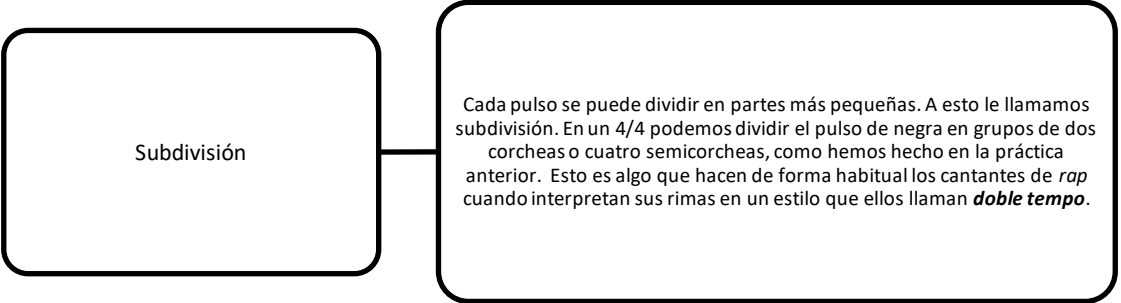 Subdivisión
Cada pulso se puede dividir en partes más pequeñas. A esto le llamamos
subdivisión. En un 4/4 podemos dividir el pulso de negra en grupos de dos
corcheas o cuatro semicorcheas, como hemos hecho en la práctica
anterior. Esto es algo que hacen de forma habitual los cantantes de rap
cuando interpretan sus rimas en un estilo que ellos llaman doble tempo.